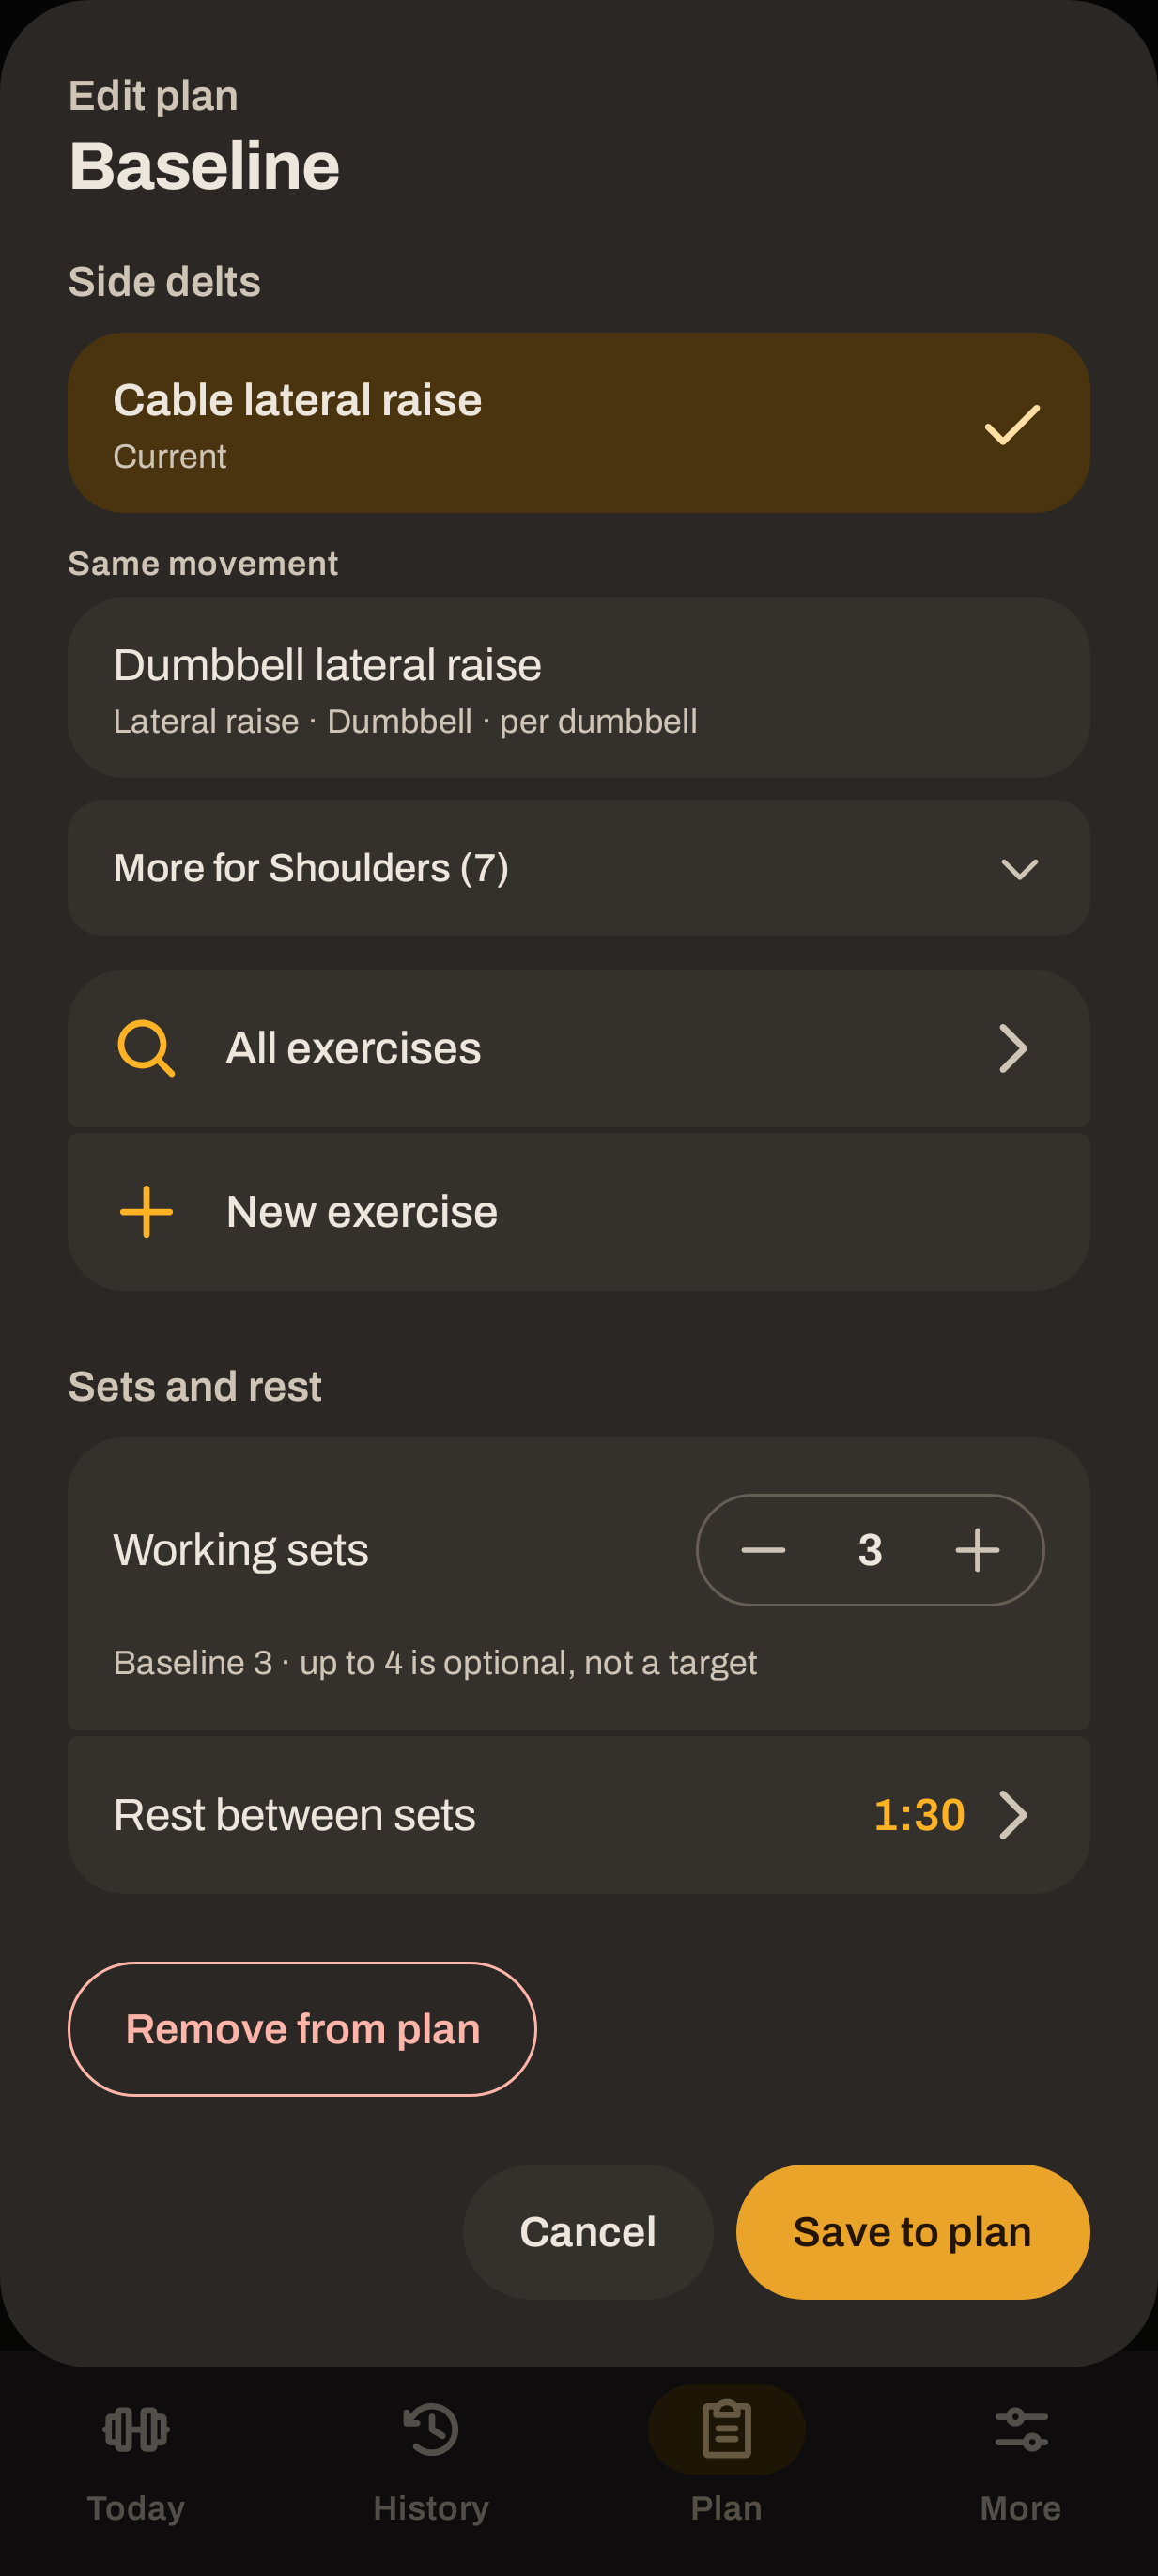 Edit plan
Baseline
Side delts
Cable lateral raise
Current
Same movement
Dumbbell lateral raise
Lateral raise · Dumbbell · per dumbbell
More for Shoulders (7)
All exercises
New exercise
Sets and rest
Working sets
3
Baseline 3 · up to 4 is optional, not a target
Rest between sets
1:30
Remove from plan
Cancel
Save to plan
Today
History
Plan
More